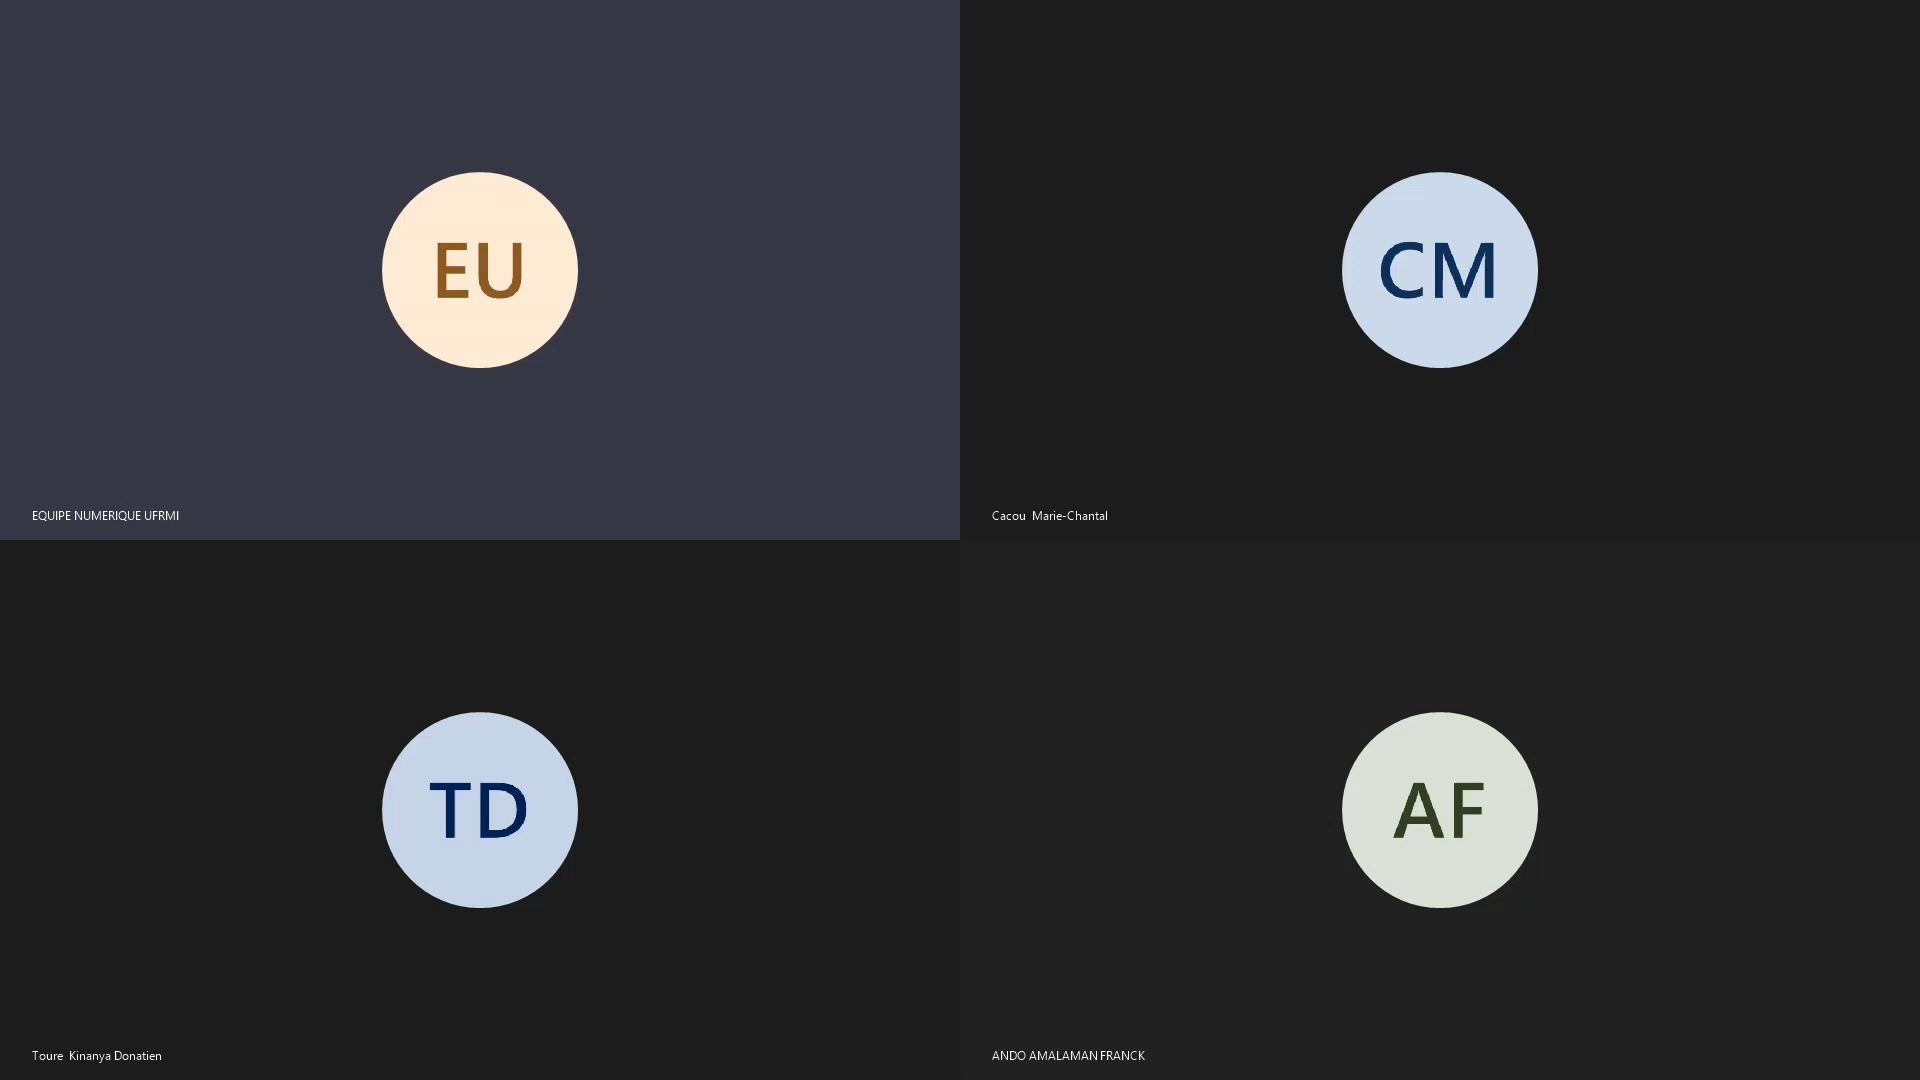 EU
EQUIPE NUMERIQUE UFRMI
CM
Cacou Marie-Chantal
TD
Toure Kinanya Donatien
AF
ANDO AMALAMAN FRANCK